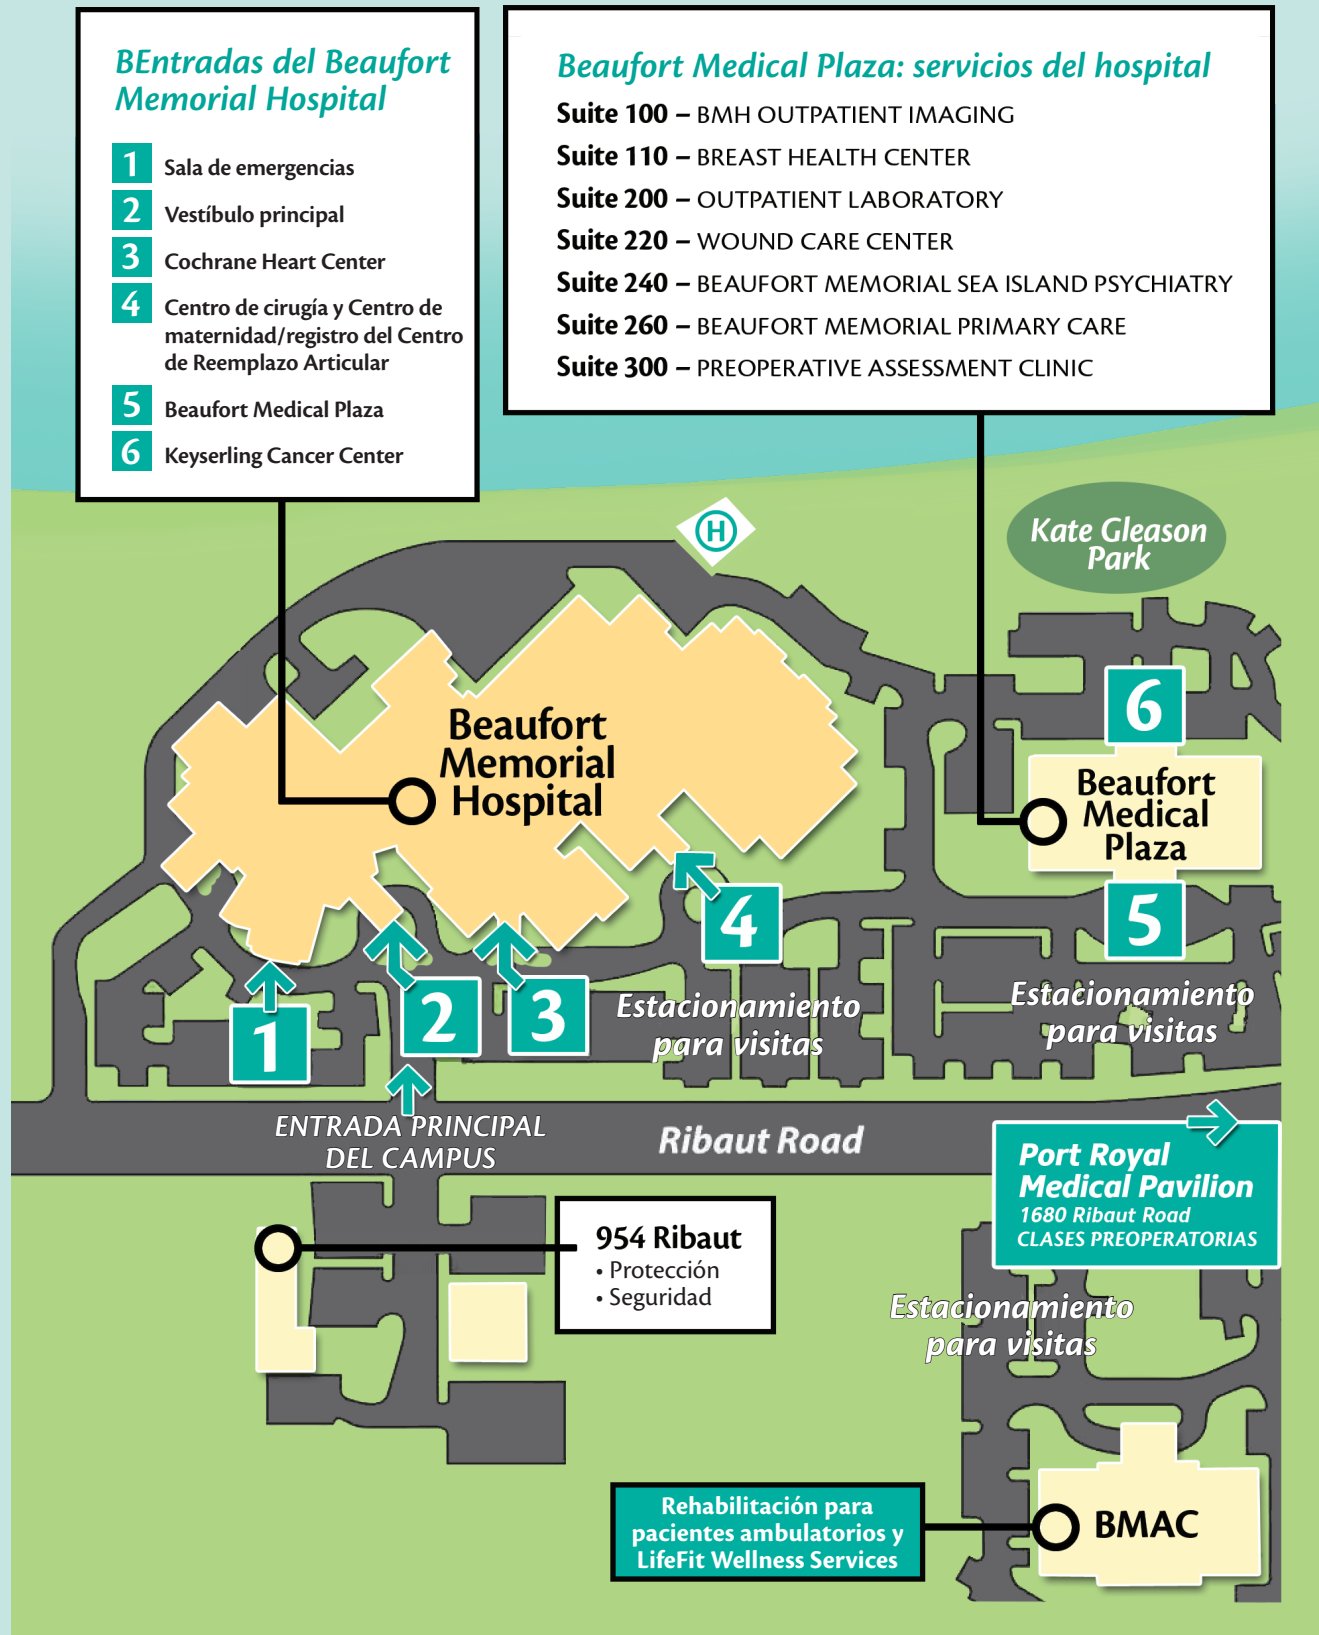 BEntradas del Beaufort
Memorial Hospital
1 Sala de emergencias
2 Vestíbulo principal
3 Cochrane Heart Center
4 Centro de cirugía y Centro de
maternidad/registro del Centro
de Reemplazo Articular
5 Beaufort Medical Plaza
6 Keyserling Cancer Center
Beaufort Medical Plaza: servicios del hospital
Suite 100 – BMH OUTPATIENT IMAGING
Suite 110 – BREAST HEALTH CENTER
Suite 200 – OUTPATIENT LABORATORY
Suite 220 – WOUND CARE CENTER
Suite 240 – BEAUFORT MEMORIAL SEA ISLAND PSYCHIATRY
Suite 260 – BEAUFORT MEMORIAL PRIMARY CARE
Suite 300 – PREOPERATIVE ASSESSMENT CLINIC
H
Kate Gleason
Park
6
Beaufort
Memorial
Hospital
Beaufort
Medical
Plaza
5
4
1
2
3
Estacionamiento
para visitas
Estacionamiento
para visitas
ENTRADA PRINCIPAL
DEL CAMPUS
Ribaut Road
Port Royal
Medical Pavilion
1680 Ribaut Road
CLASES PREOPERATORIAS
954 Ribaut
• Protección
• Seguridad
Estacionamiento
para visitas
Rehabilitación para
pacientes ambulatorios y
LifeFit Wellness Services
BMAC